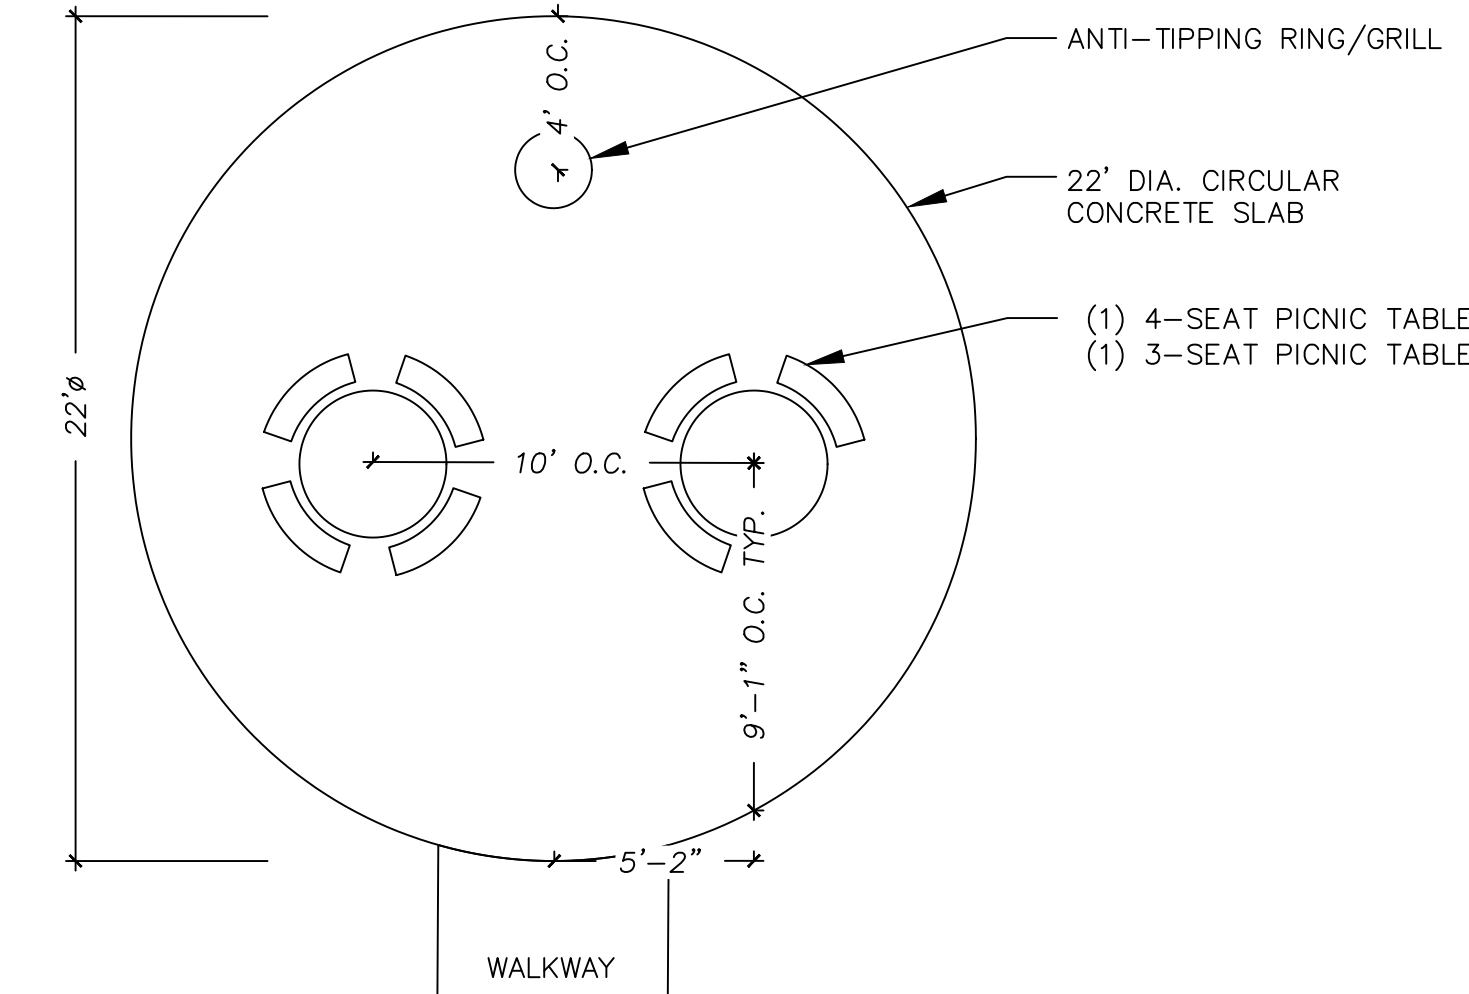 4' O.C.
ANTI-TIPPING RING/GRILL
22' DIA. CIRCULAR
CONCRETE SLAB
(1) 4-SEAT PICNIC TABLE
(1) 3-SEAT PICNIC TABLE
22'ø
10' O.C.
9'-1" O.C. TYP.
5'-2"
WALKWAY